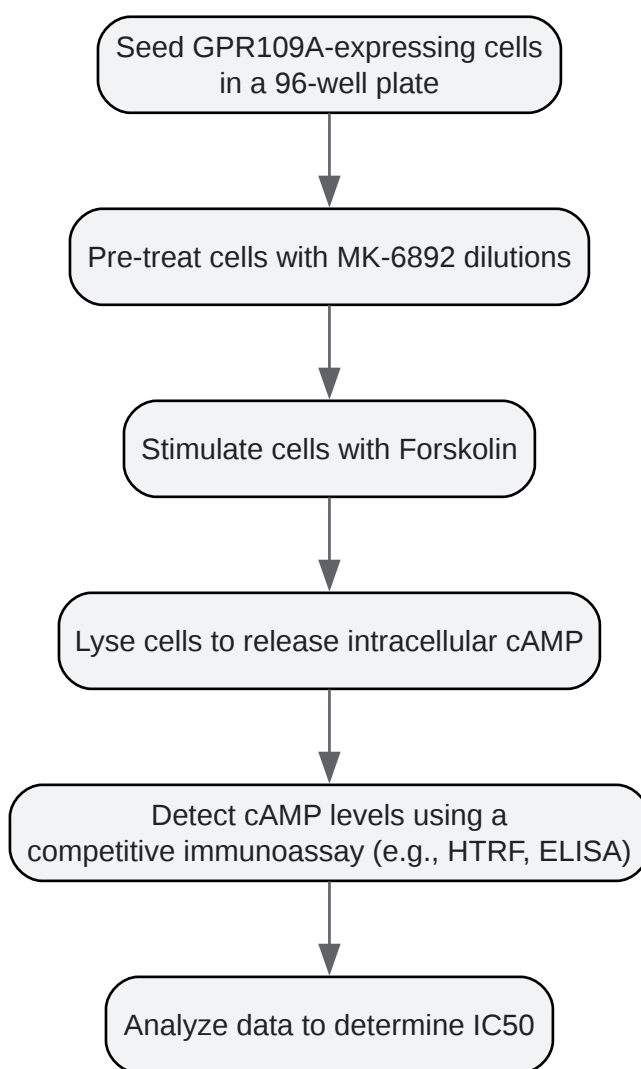 Seed GPR109A-expressing cells
in a 96-well plate
Pre-treat cells with MK-6892 dilutions
Stimulate cells with Forskolin
Lyse cells to release intracellular cAMP
Detect cAMP levels using a
competitive immunoassay (e.g., HTRF, ELISA)
Analyze data to determine IC50